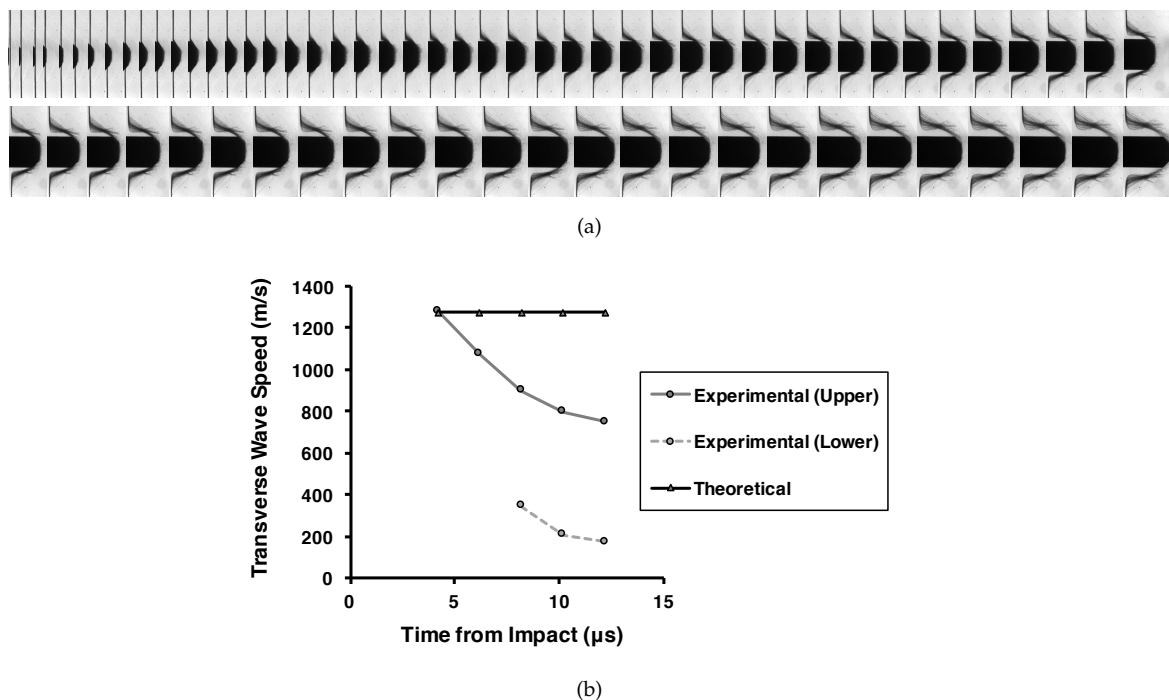 (a)
Transverse Wave Speed (m/s)
1400
1200
1000
800
600
400
200
0
0
5
10
15
Time from Impact (µs)
Experimental (Upper)
Experimental (Lower)
Theoretical
(b)